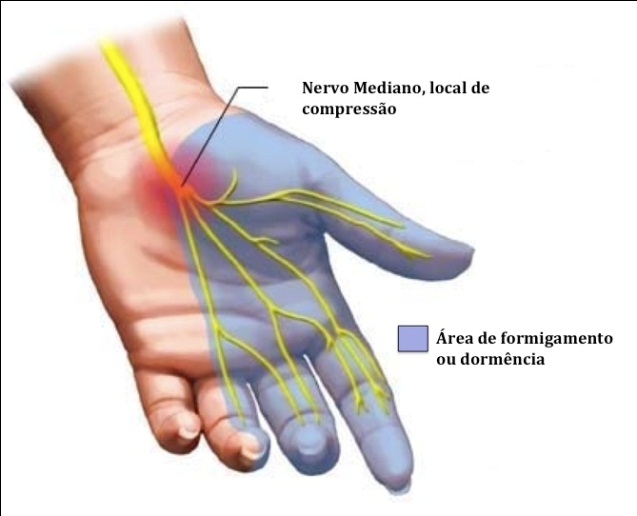 Nervo Mediano, local de
compressão
Área de formigamento
ou dormência